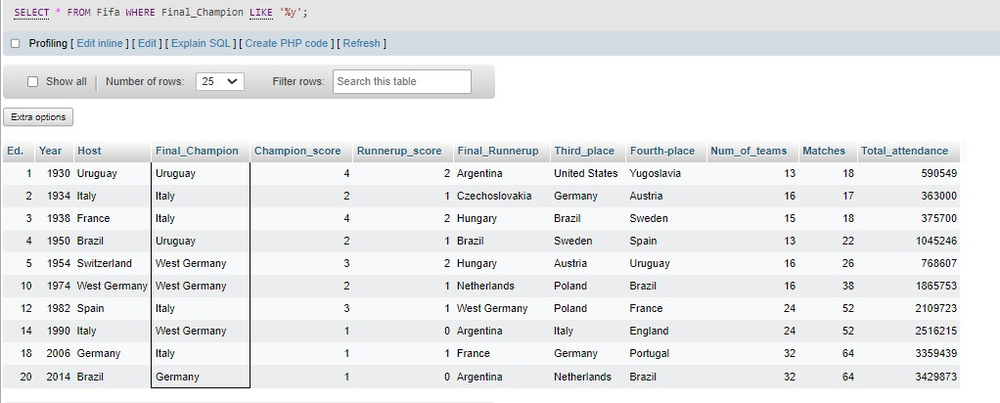 SELECT * FROM Fifa WHERE Final_Champion LIKE '%y';
Profiling [ Edit inline ] [ Edit ] [ Explain SQL ] [ Create PHP code ] [ Refresh ]
Show all Number of rows: 25 Filter rows: Search this table
Extra options
Ed. Year Host Final_Champion Champion_score Runnerup_score Final_Runnerup Third_place Fourth-place Num_of_teams Matches Total_attendance
1 1930 Uruguay Uruguay 4 2 Argentina United States Yugoslavia 13 18 590549
2 1934 Italy Italy 2 1 Czechoslovakia Germany Austria 16 17 363000
3 1938 France Italy 4 2 Hungary Brazil Sweden 15 18 375700
4 1950 Brazil Uruguay 2 1 Brazil Sweden Spain 13 22 1045246
5 1954 Switzerland West Germany 3 2 Hungary Austria Uruguay 16 26 768607
10 1974 West Germany West Germany 2 1 Netherlands Poland Brazil 16 38 1865753
12 1982 Spain Italy 3 1 West Germany Poland France 24 52 2109723
14 1990 Italy West Germany 1 0 Argentina Italy England 24 52 2516215
18 2006 Germany Italy 1 1 France Germany Portugal 32 64 3359439
20 2014 Brazil Germany 1 0 Argentina Netherlands Brazil 32 64 3429873